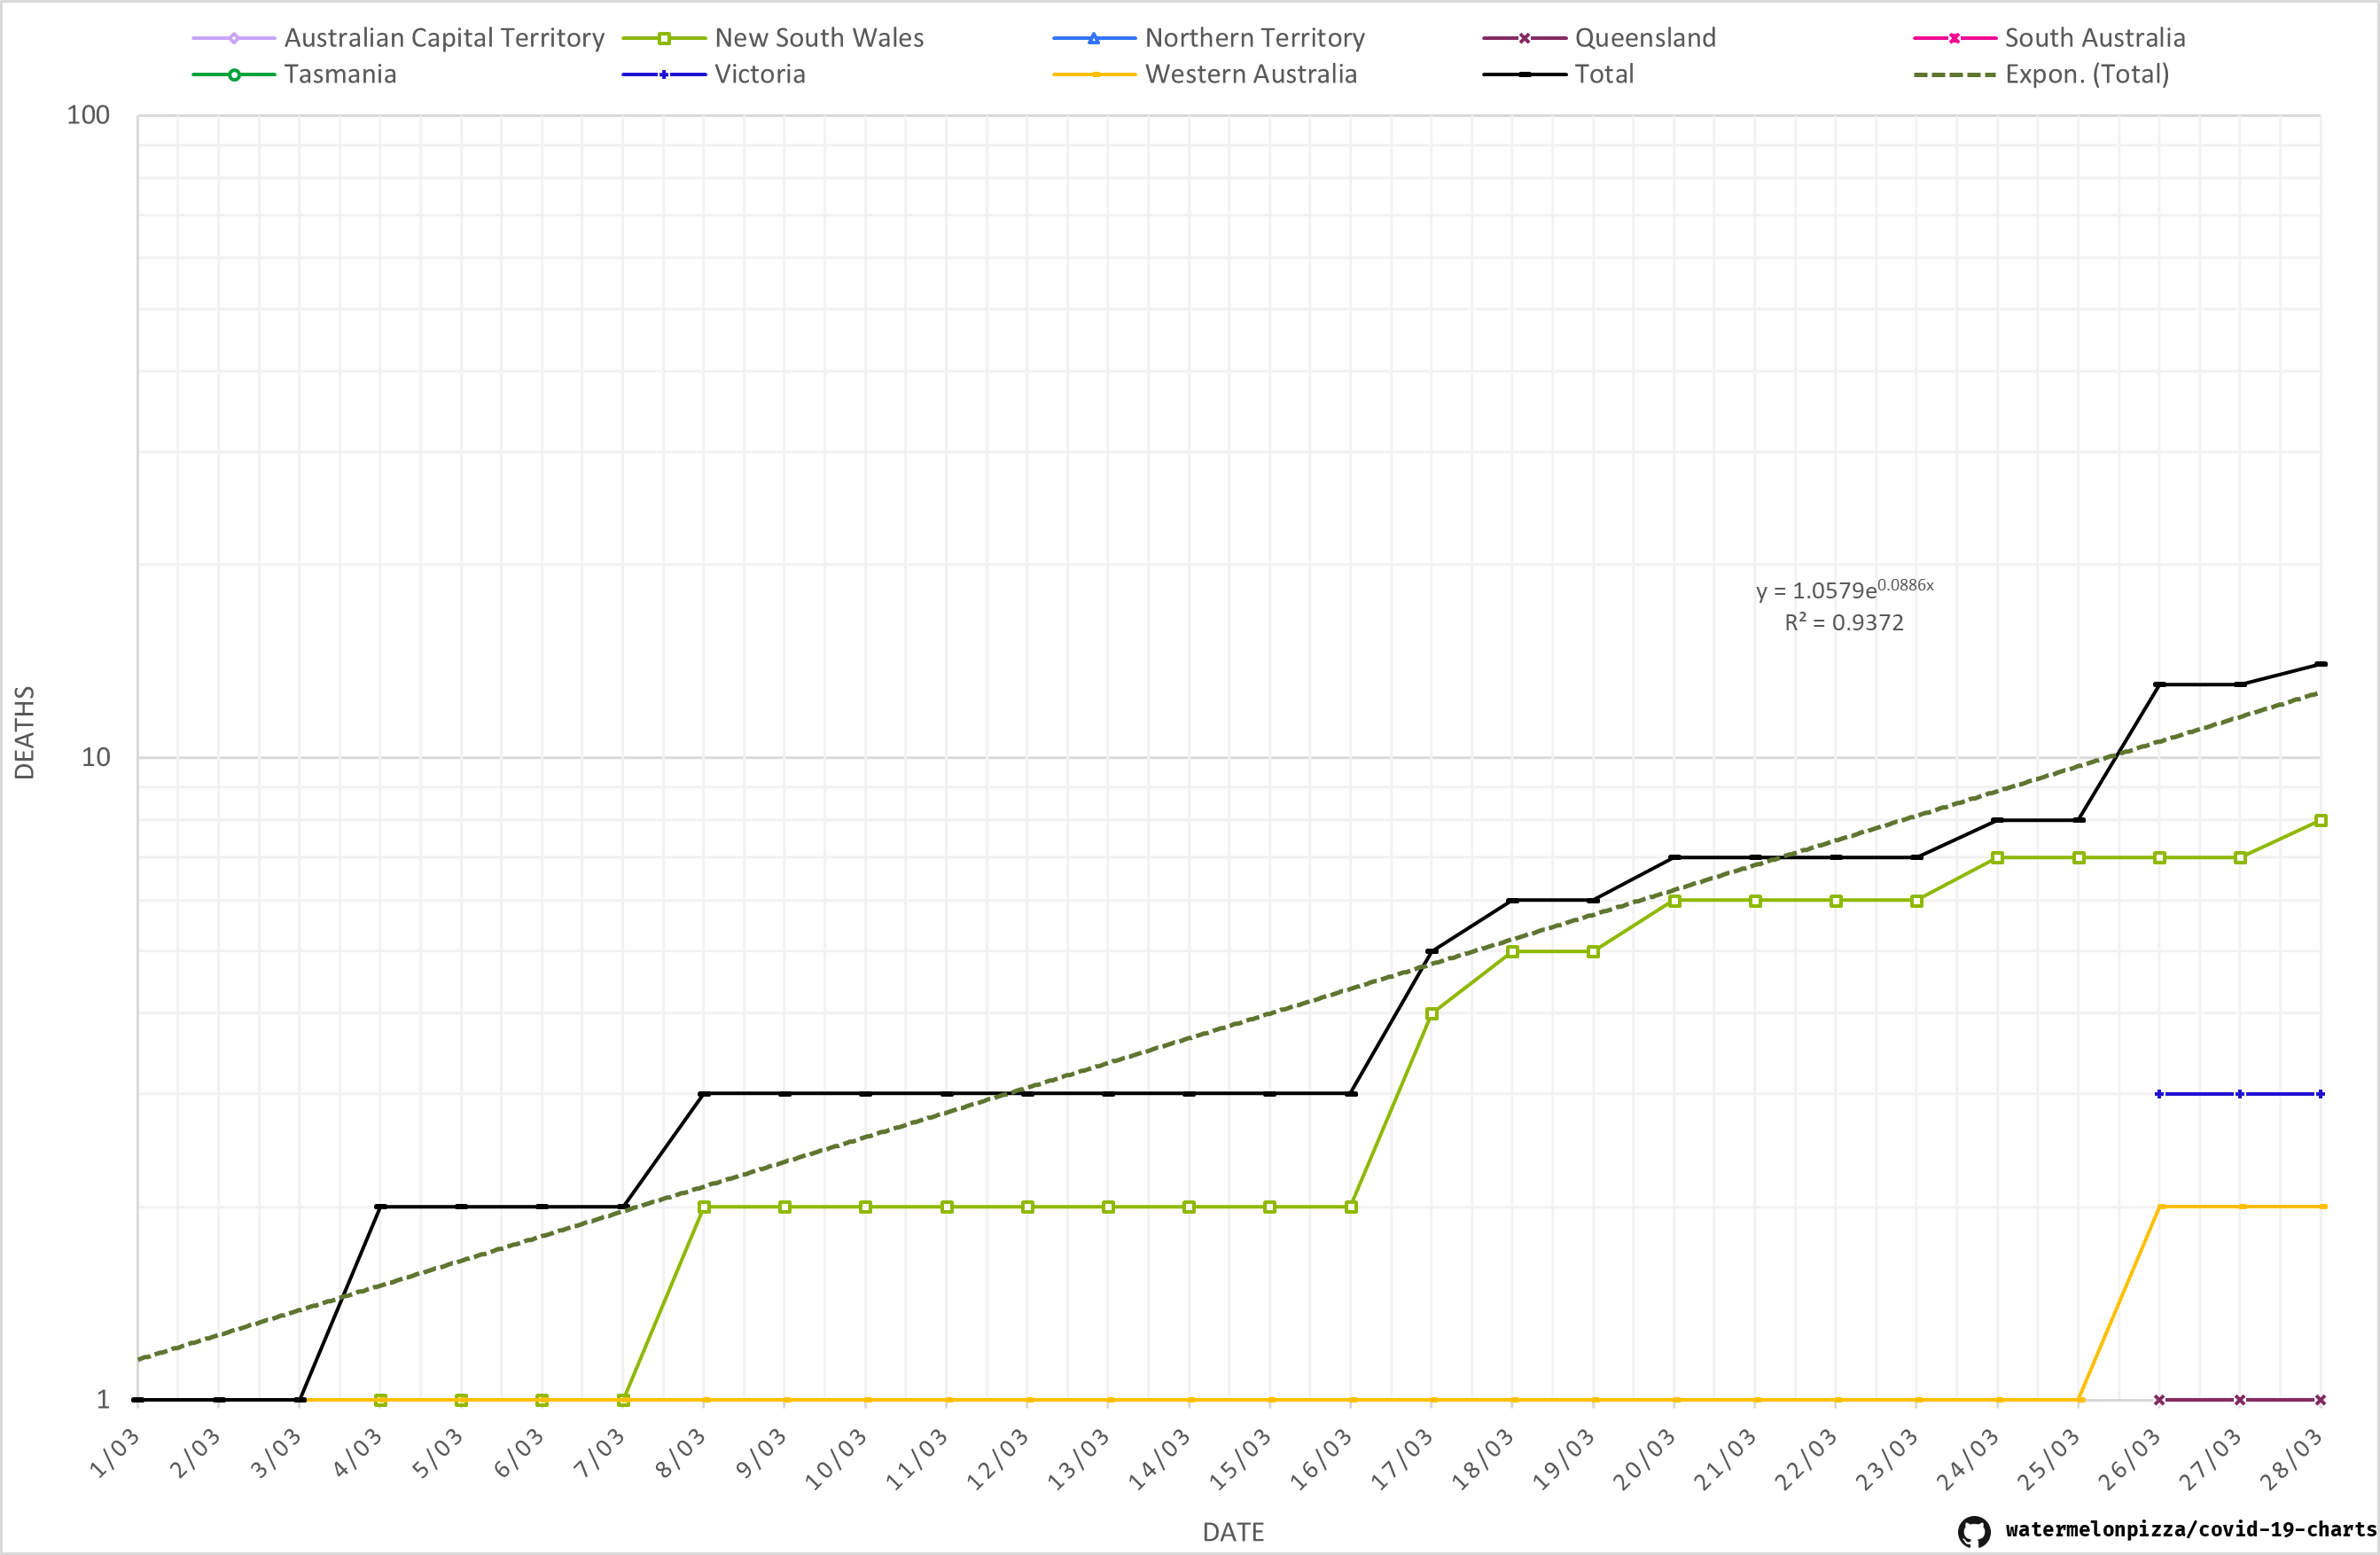 Australian Capital Territory New South Wales Northern Territory Queensland South Australia
Tasmania Victoria Western Australia Total Expon. (Total)
100
y = 1.0579e^0.0886x
R² = 0.9372
DEATHS
10
1
1/03 2/03 3/03 4/03 5/03 6/03 7/03 8/03 9/03 10/03 11/03 12/03 13/03 14/03 15/03 16/03 17/03 18/03 19/03 20/03 21/03 22/03 23/03 24/03 25/03 26/03 27/03 28/03
DATE
watermelonpizza/covid-19-charts